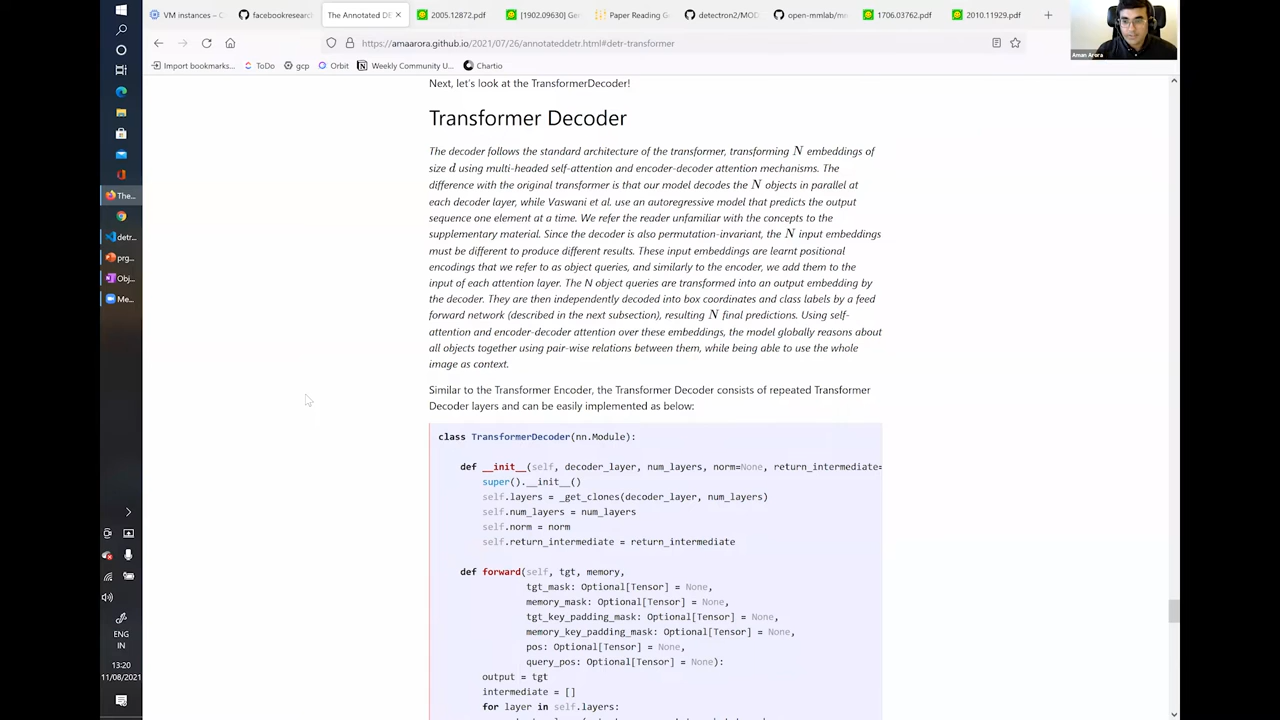 VM instances – C
facebookresearc
The Annotated DE
2005.12872.pdf
[1902.09630] Ge
Paper Reading G
detectron2/MOD
open-mmlab/m
1706.03762.pdf
2010.11929.pdf
https://amaarora.github.io/2021/07/26/annotateddetr.html#detr-transformer
Aman Arora
Import bookmarks...
ToDo
gcp
Orbit
Weekly Community U...
Chartio
Next, let's look at the TransformerDecoder!
Transformer Decoder
The decoder follows the standard architecture of the transformer, transforming N embeddings of
size d using multi-headed self-attention and encoder-decoder attention mechanisms. The
difference with the original transformer is that our model decodes the N objects in parallel at
each decoder layer, while Vaswani et al. use an autoregressive model that predicts the output
sequence one element at a time. We refer the reader unfamiliar with the concepts to the
supplementary material. Since the decoder is also permutation-invariant, the N input embeddings
must be different to produce different results. These input embeddings are learnt positional
encodings that we refer to as object queries, and similarly to the encoder, we add them to the
input of each attention layer. The N object queries are transformed into an output embedding by
the decoder. They are then independently decoded into box coordinates and class labels by a feed
forward network (described in the next subsection), resulting N final predictions. Using self-
attention and encoder-decoder attention over these embeddings, the model globally reasons about
all objects together using pair-wise relations between them, while being able to use the whole
image as context.
Similar to the Transformer Encoder, the Transformer Decoder consists of repeated Transformer
Decoder layers and can be easily implemented as below:
class TransformerDecoder(nn.Module):
def __init__(self, decoder_layer, num_layers, norm=None, return_intermediate=
super().__init__()
self.layers = _get_clones(decoder_layer, num_layers)
self.num_layers = num_layers
self.norm = norm
self.return_intermediate = return_intermediate
def forward(self, tgt, memory,
tgt_mask: Optional[Tensor] = None,
memory_mask: Optional[Tensor] = None,
tgt_key_padding_mask: Optional[Tensor] = None,
memory_key_padding_mask: Optional[Tensor] = None,
pos: Optional[Tensor] = None,
query_pos: Optional[Tensor] = None):
output = tgt
intermediate = []
for layer in self.layers:
The...
detr...
prg...
Obj...
Me...
ENG
IN
13:20
11/08/2021